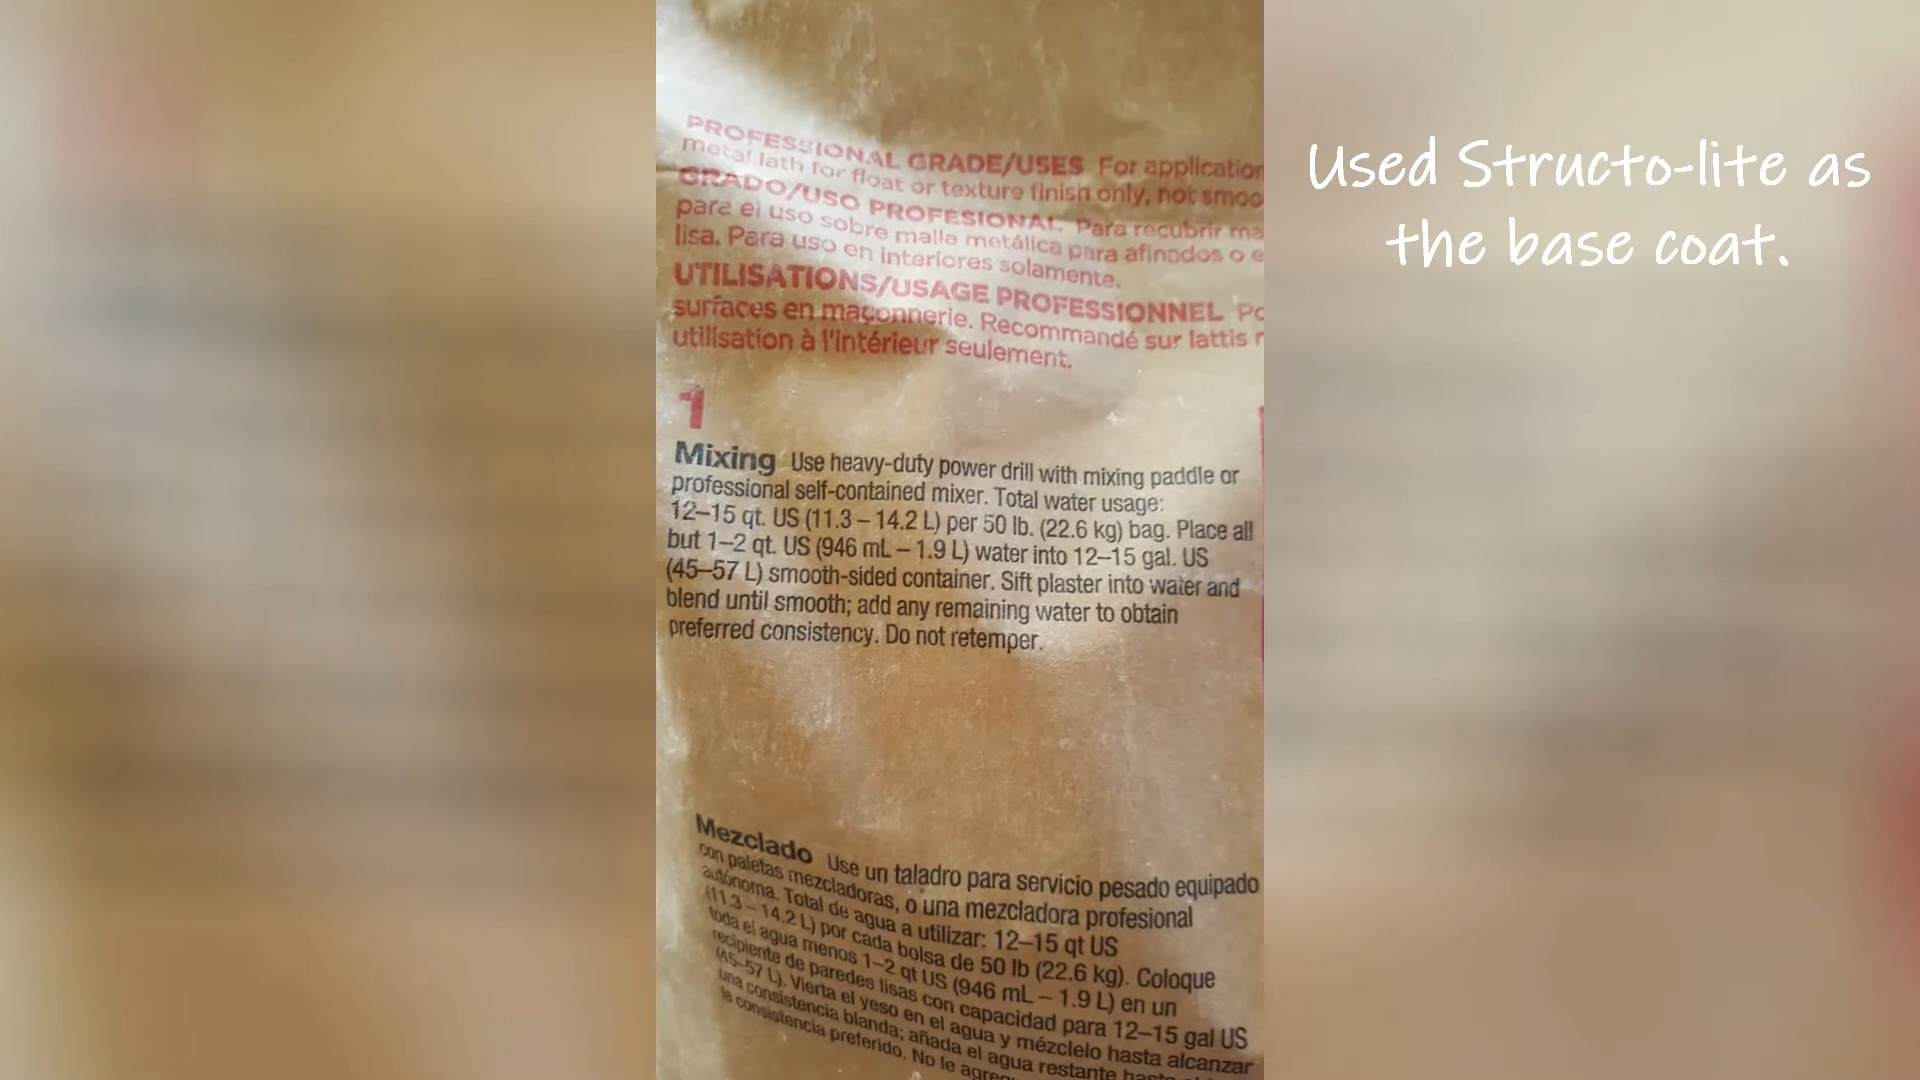 PROFESSIONAL GRADE/USES For application
metal lath for float or texture finish only, not smoo
GRADO/USO PROFESIONAL Para recubrir ma
para el uso sobre malla metálica para afinados o e
lisa. Para uso en interiores solamente.
UTILISATIONS/USAGE PROFESSIONNEL Po
surfaces en maçonnerie. Recommandé sur lattis
utilisation à l'intérieur seulement.
1
Mixing Use heavy-duty power drill with mixing paddle or
professional self-contained mixer. Total water usage:
12–15 qt. US (11.3 – 14.2 L) per 50 lb. (22.6 kg) bag. Place all
but 1–2 qt. US (946 mL – 1.9 L) water into 12–15 gal. US
(45–57 L) smooth-sided container. Sift plaster into water and
blend until smooth; add any remaining water to obtain
preferred consistency. Do not retemper.
Mezclado Use un taladro para servicio pesado equipado
con paletas mezcladoras, o una mezcladora profesional
autónoma. Total de agua a utilizar: 12–15 qt US
(11.3 – 14.2 L) por cada bolsa de 50 lb (22.6 kg). Coloque
toda el agua menos 1–2 qt US (946 mL – 1.9 L) en un
recipiente de paredes lisas con capacidad para 12–15 gal US
(45–57 L). Vierta el yeso en el agua y mézclelo hasta alcanzar
una consistencia blanda; añada el agua restante
la consistencia preferido. No le
Used Structo-lite as
the base coat.